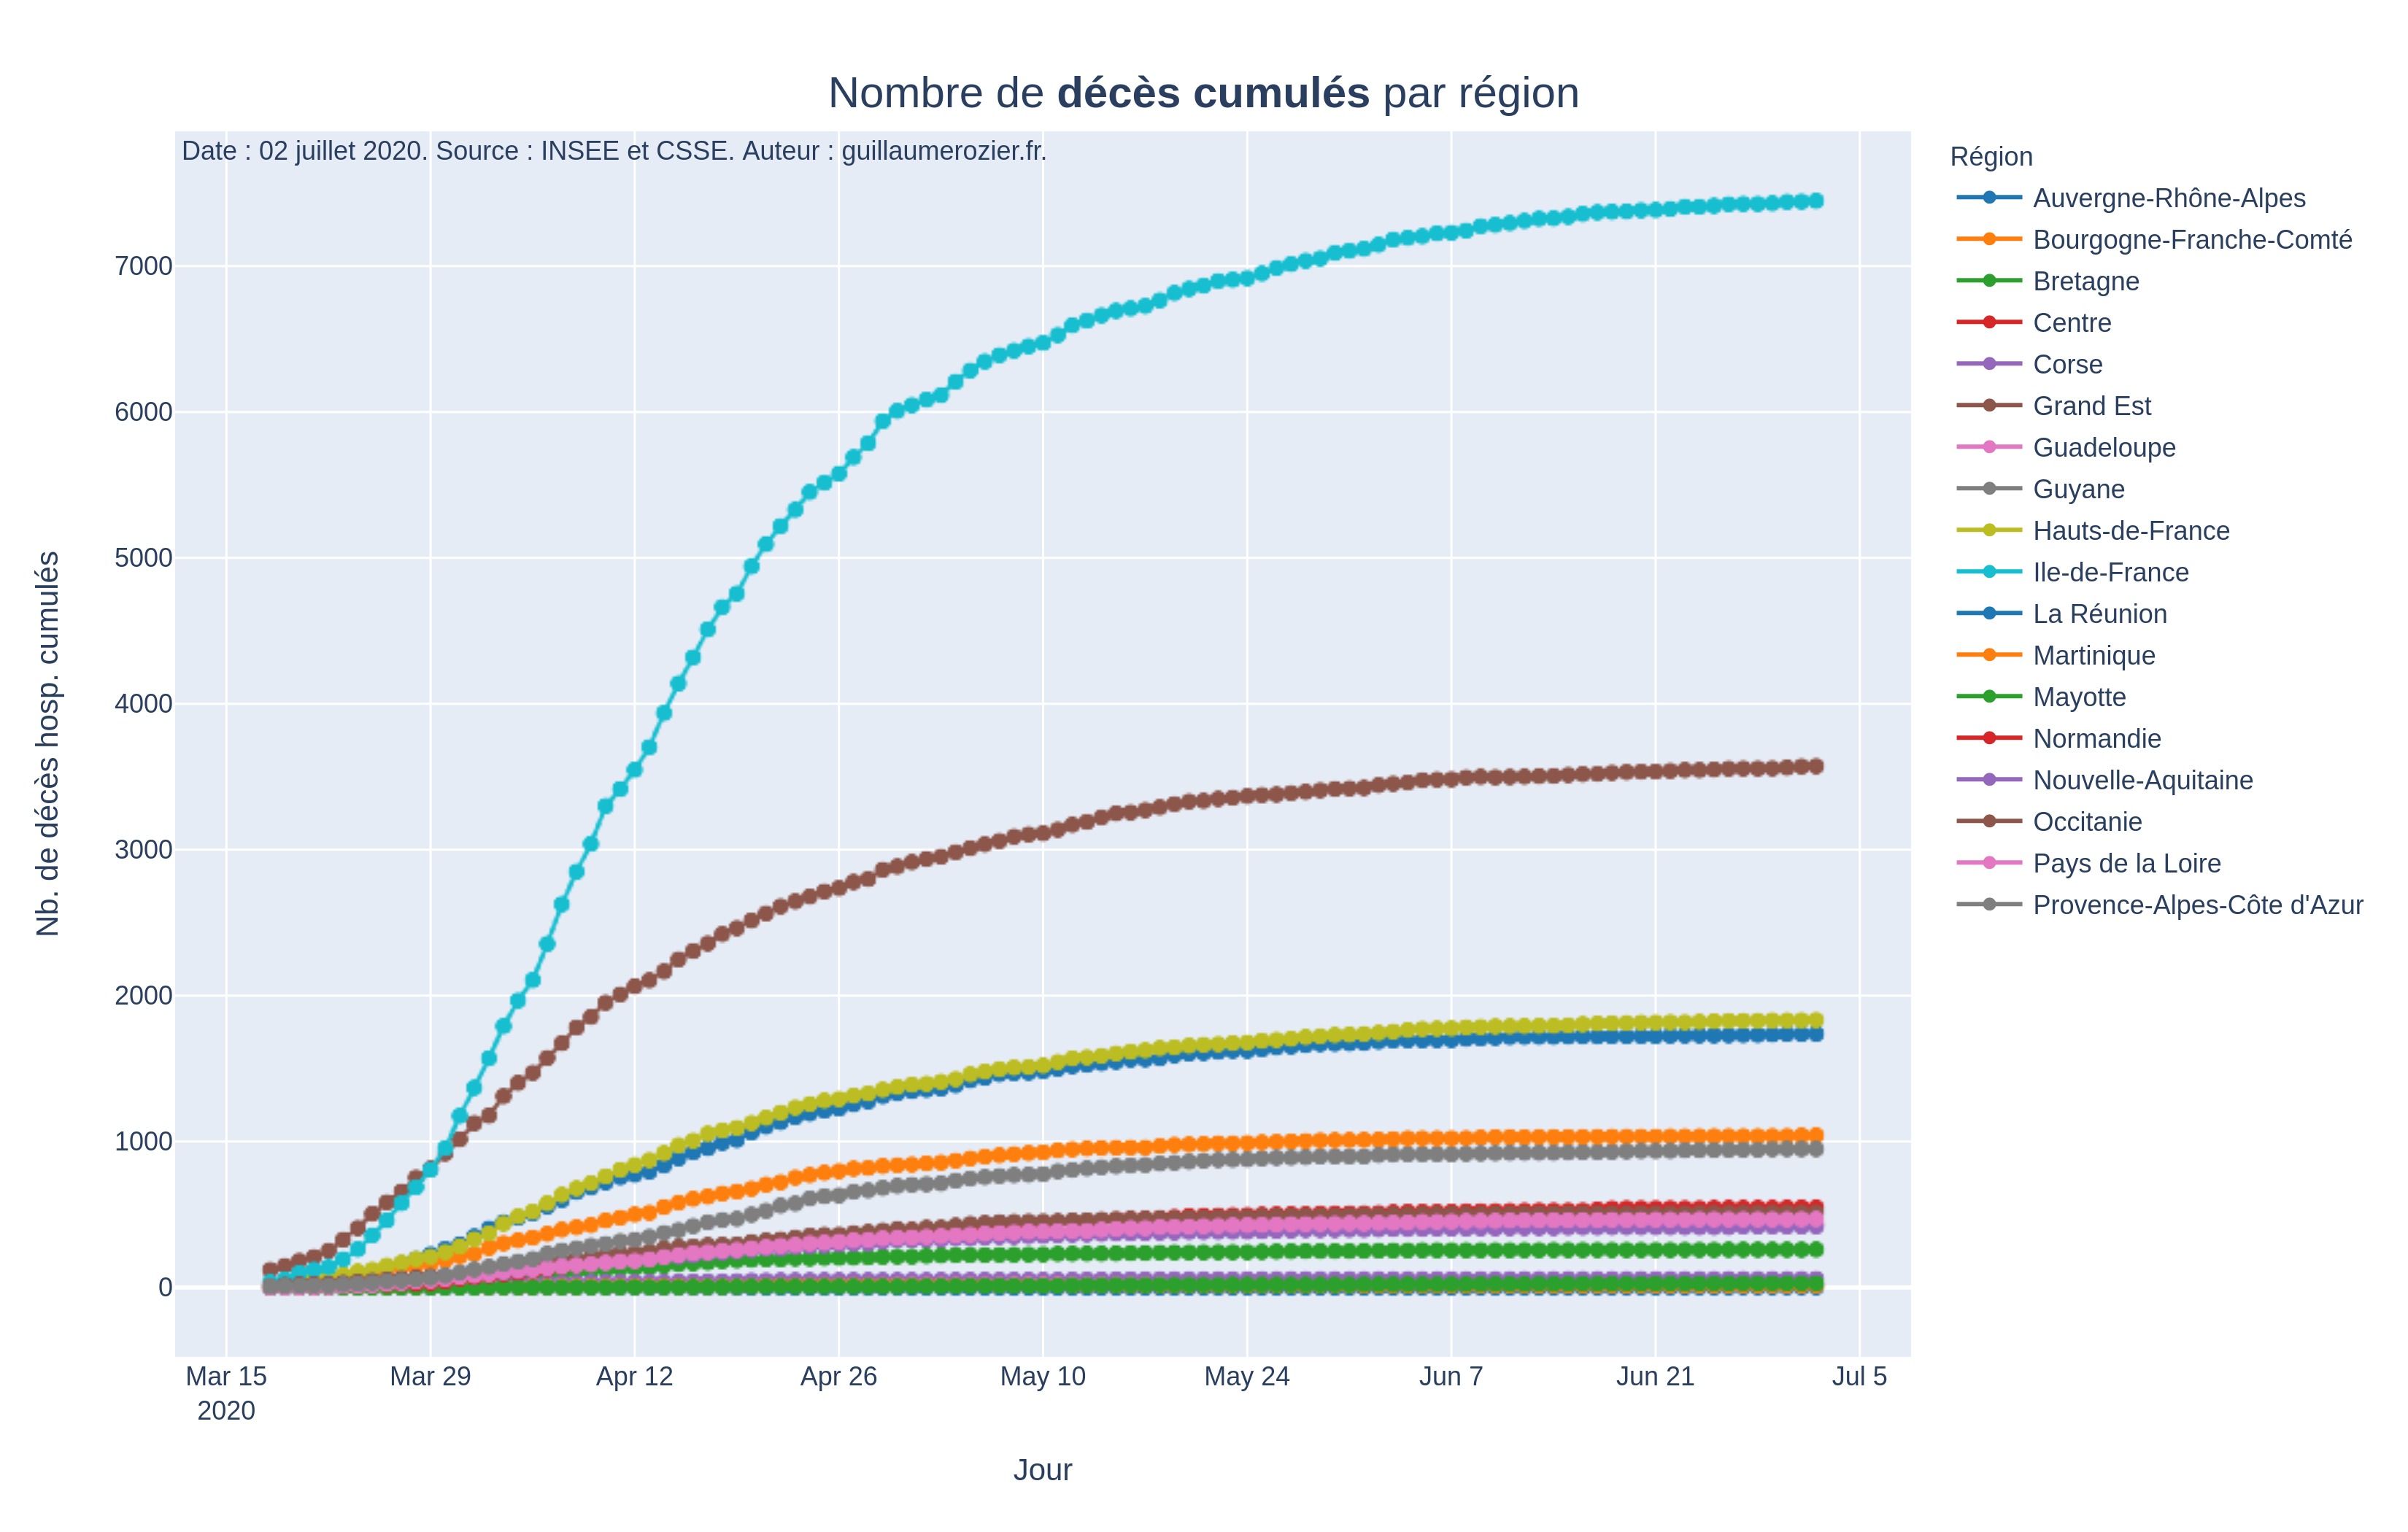 Nombre de décès cumulés par région
Date : 02 juillet 2020. Source : INSEE et CSSE. Auteur : guillaumerozier.fr.
Nb. de décès hosp. cumulés
7000
6000
5000
4000
3000
2000
1000
0
Mar 15
2020
Mar 29
Apr 12
Apr 26
May 10
May 24
Jun 7
Jun 21
Jul 5
Jour
Région
Auvergne-Rhône-Alpes
Bourgogne-Franche-Comté
Bretagne
Centre
Corse
Grand Est
Guadeloupe
Guyane
Hauts-de-France
Ile-de-France
La Réunion
Martinique
Mayotte
Normandie
Nouvelle-Aquitaine
Occitanie
Pays de la Loire
Provence-Alpes-Côte d'Azur